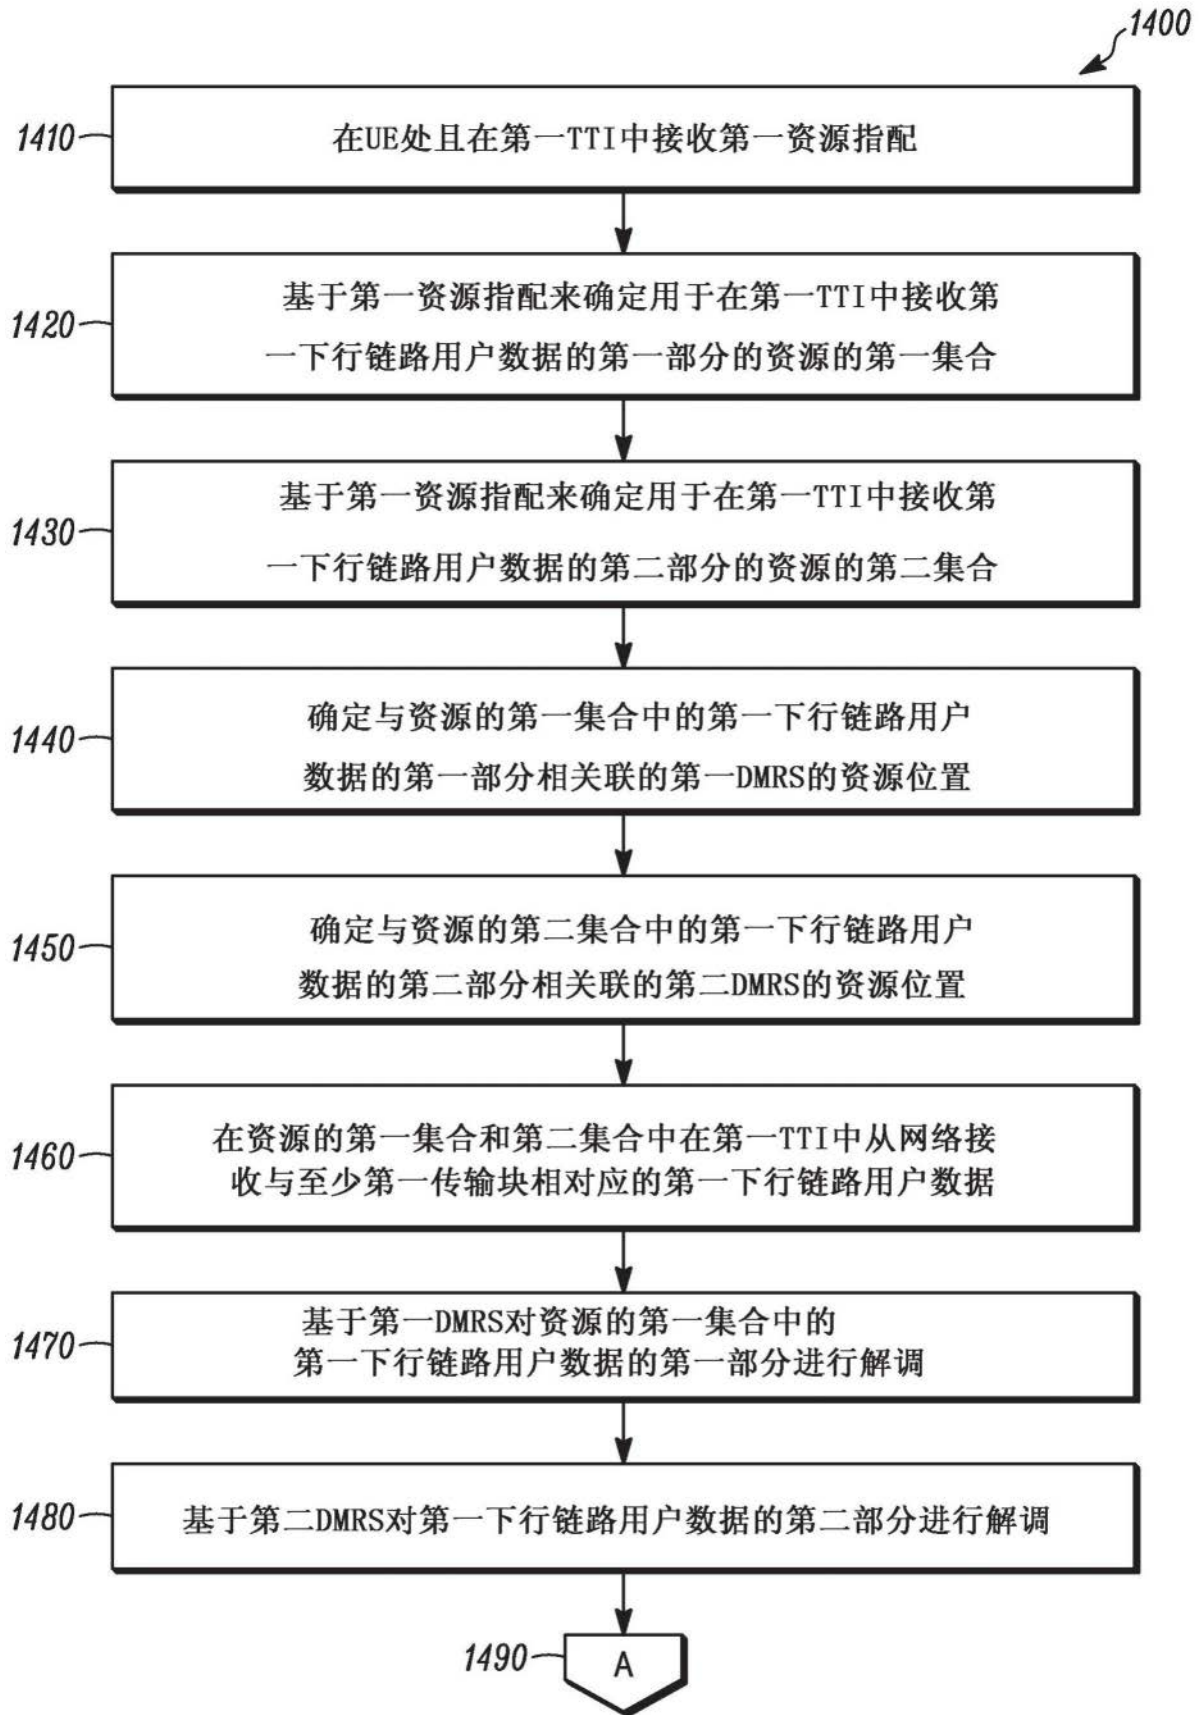 1400
1410
在UE处且在第一TTI中接收第一资源指配
1420
基于第一资源指配来确定用于在第一TTI中接收第
一下行链路用户数据的第一部分的资源的第一集合
1430
基于第一资源指配来确定用于在第一TTI中接收第
一下行链路用户数据的第二部分的资源的第二集合
1440
确定与资源的第一集合中的第一下行链路用户
数据的第一部分相关联的第一DMRS的资源位置
1450
确定与资源的第二集合中的第一下行链路用户
数据的第二部分相关联的第二DMRS的资源位置
1460
在资源的第一集合和第二集合中在第一TTI中从网络接
收与至少第一传输块相对应的第一下行链路用户数据
1470
基于第一DMRS对资源的第一集合中的
第一下行链路用户数据的第一部分进行解调
1480
基于第二DMRS对第一下行链路用户数据的第二部分进行解调
1490
A